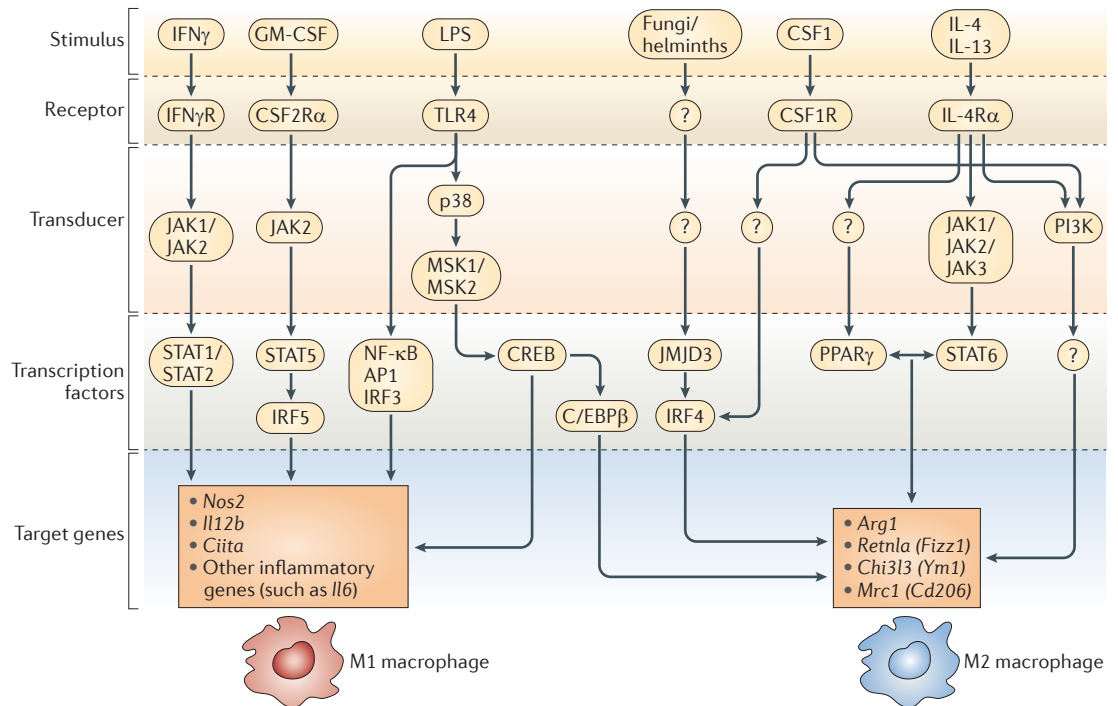 Stimulus
IFNγ
GM-CSF
LPS
Fungi/
helminths
CSF1
IL-4
IL-13
Receptor
IFNγR
CSF2Rα
TLR4
?
CSF1R
IL-4Rα
Transducer
JAK1/
JAK2
JAK2
p38
MSK1/
MSK2
?
?
?
JAK1/
JAK2/
JAK3
PI3K
Transcription
factors
STAT1/
STAT2
STAT5
IRF5
NF-κB
AP1
IRF3
CREB
C/EBPβ
JMJD3
IRF4
PPARγ
STAT6
?
Target genes
• Nos2
• Il12b
• Ciita
• Other inflammatory
genes (such as Il6)
• Arg1
• Retnla (Fizz1)
• Chi3l3 (Ym1)
• Mrc1 (Cd206)
M1 macrophage
M2 macrophage